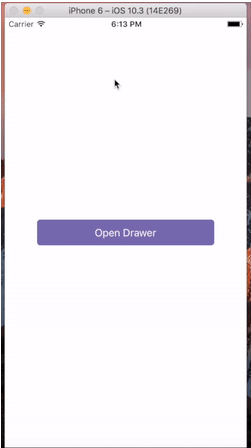 iPhone 6 – iOS 10.3 (14E269)
Carrier 6:13 PM
Open Drawer